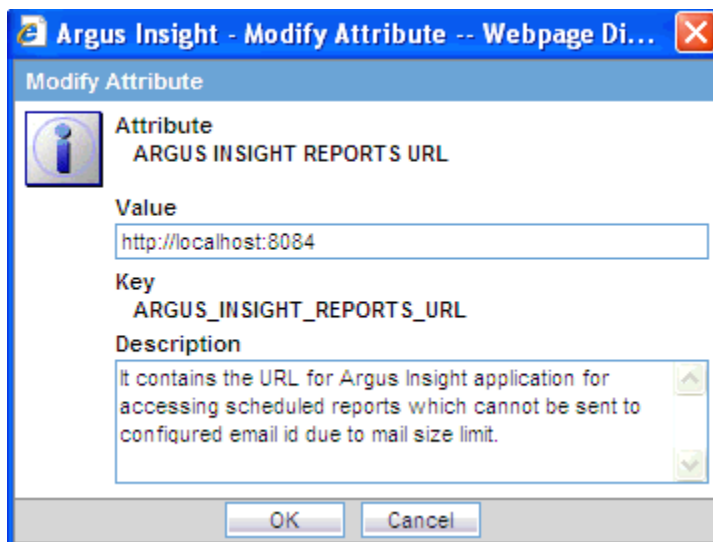 Argus Insight - Modify Attribute -- Webpage Di...
Modify Attribute
Attribute
ARGUS INSIGHT REPORTS URL
Value
http://localhost:8084
Key
ARGUS_INSIGHT_REPORTS_URL
Description
It contains the URL for Argus Insight application for
accessing scheduled reports which cannot be sent to
configured email id due to mail size limit.
OK
Cancel